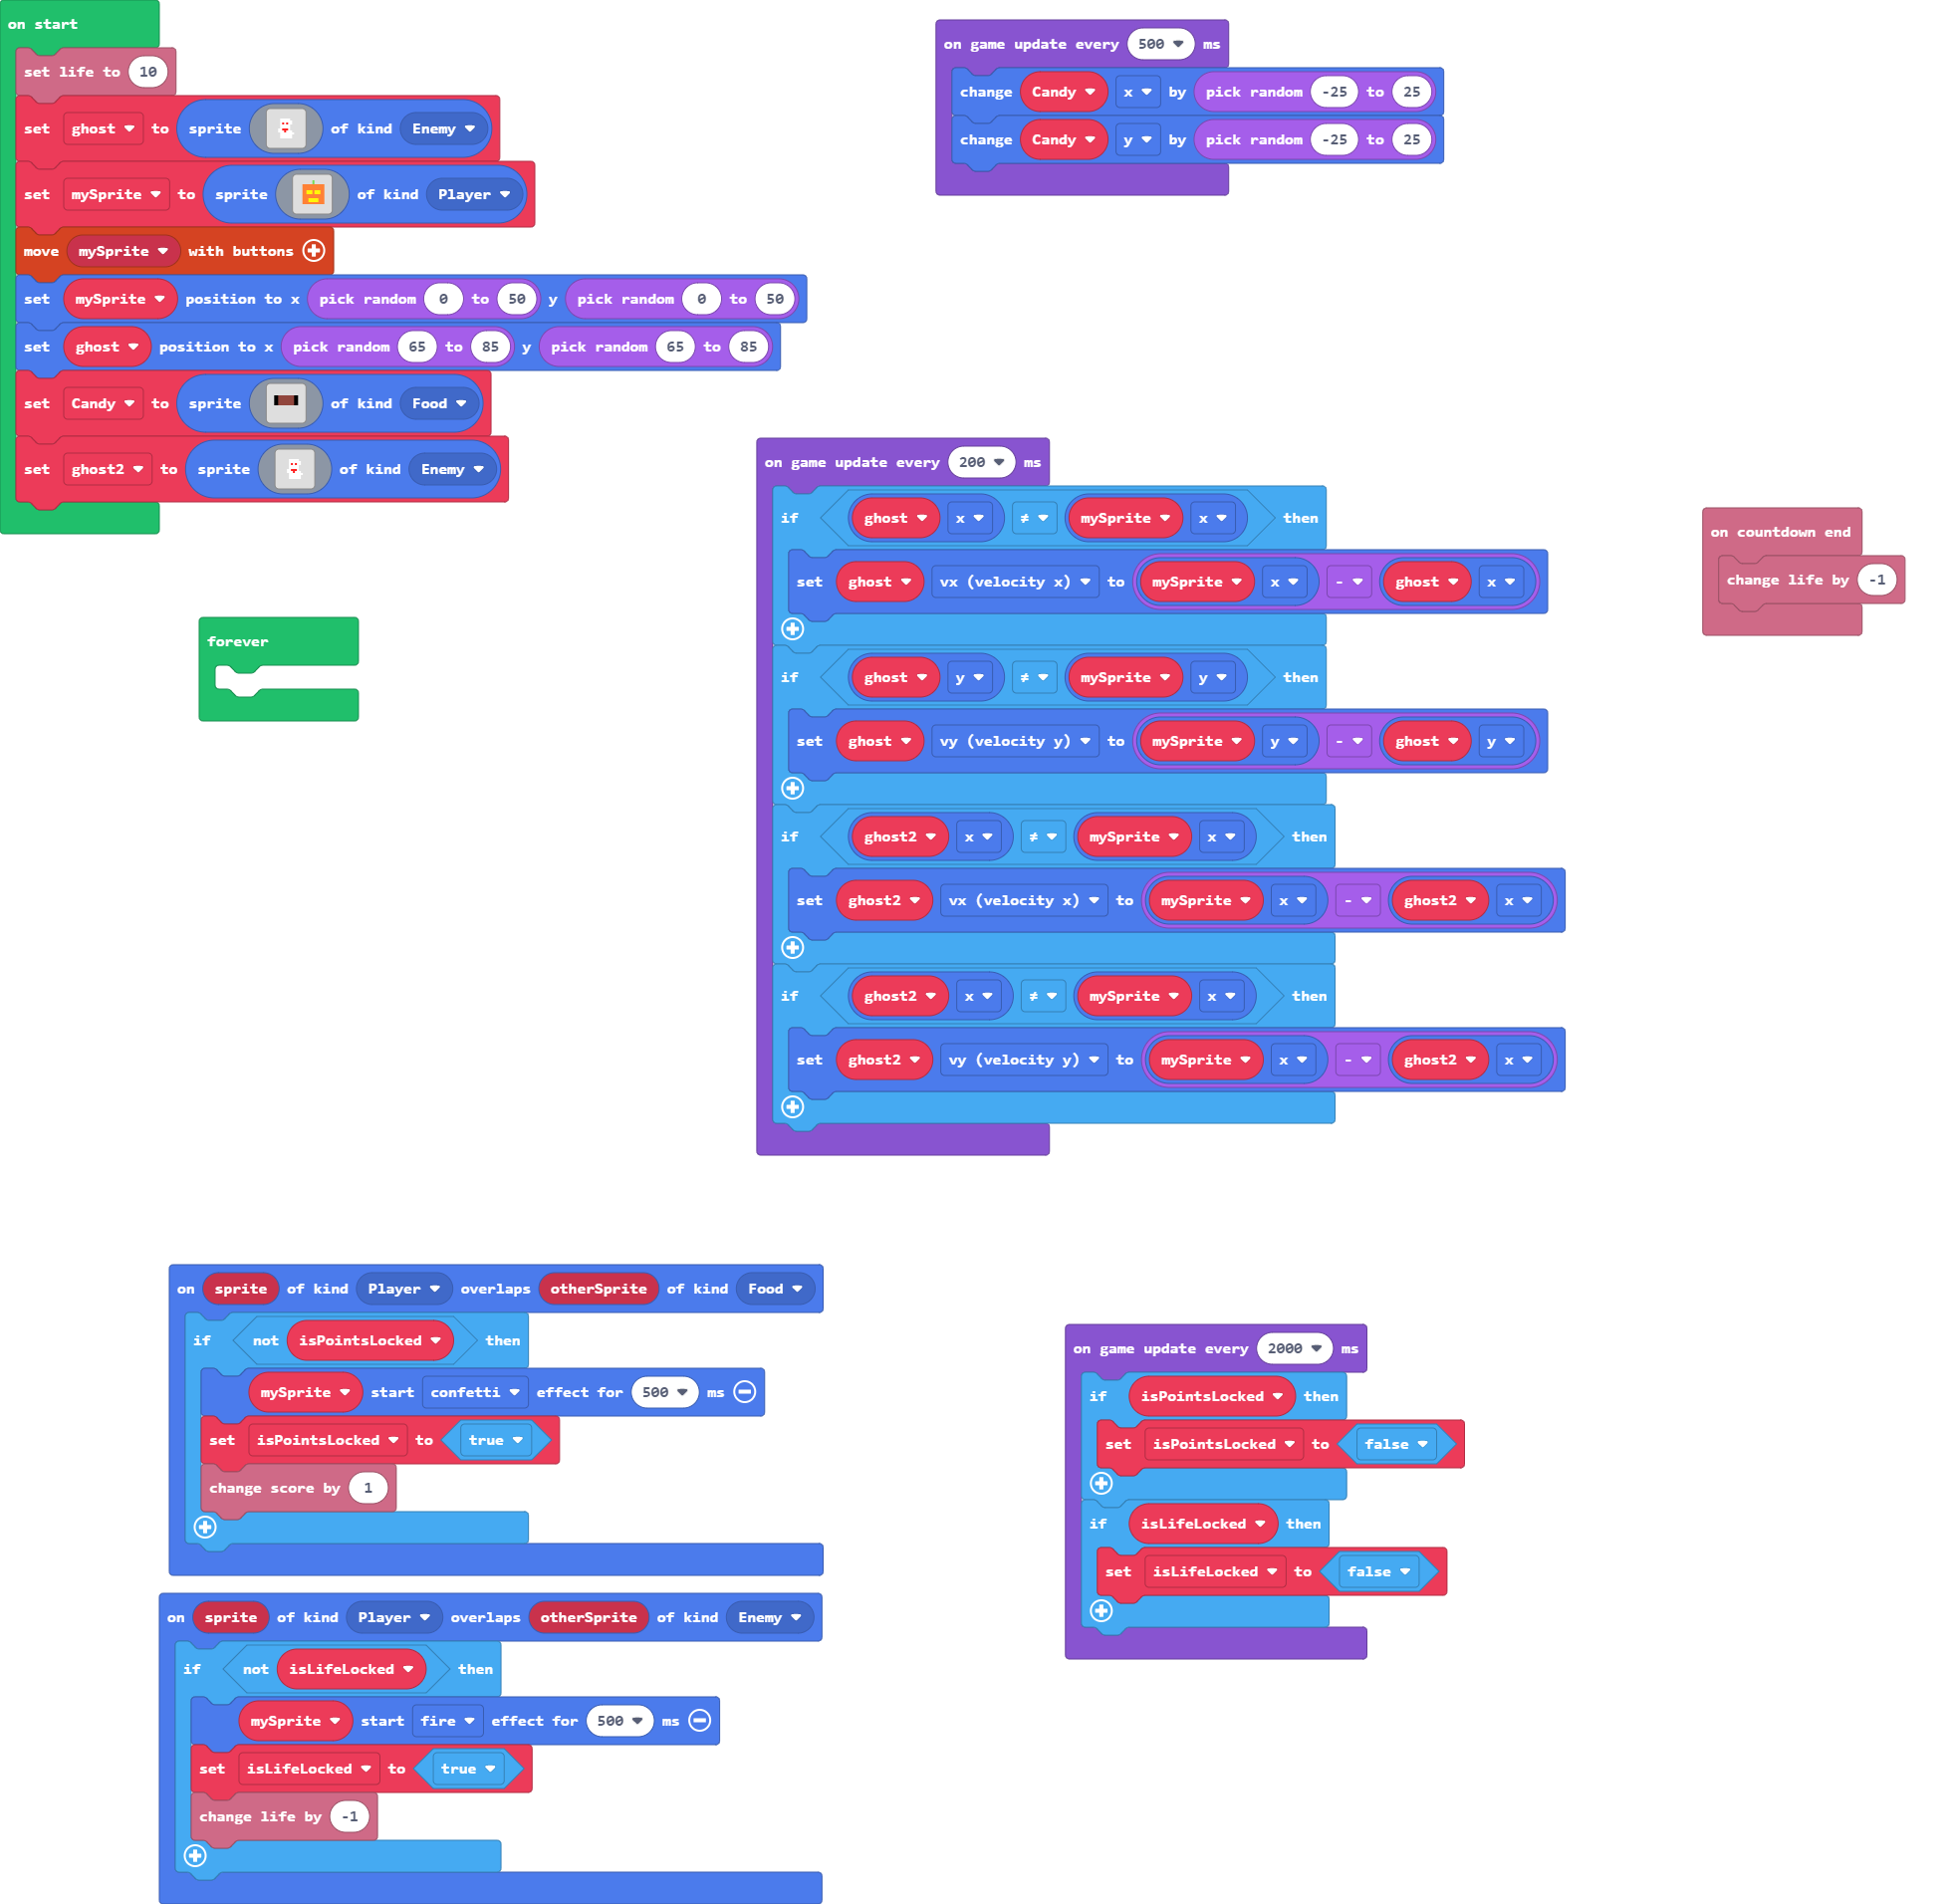 on start
set life to 10
set ghost to sprite of kind Enemy
set mySprite to sprite of kind Player
move mySprite with buttons
set mySprite position to x pick random 0 to 50 y pick random 0 to 50
set ghost position to x pick random 65 to 85 y pick random 65 to 85
set Candy to sprite of kind Food
set ghost2 to sprite of kind Enemy
on game update every 500 ms
change Candy x by pick random -25 to 25
change Candy y by pick random -25 to 25
forever
on game update every 200 ms
if ghost x ≠ mySprite x then
set ghost vx (velocity x) to mySprite x - ghost x
if ghost y ≠ mySprite y then
set ghost vy (velocity y) to mySprite y - ghost y
if ghost2 x ≠ mySprite x then
set ghost2 vx (velocity x) to mySprite x - ghost2 x
if ghost2 x ≠ mySprite x then
set ghost2 vy (velocity y) to mySprite x - ghost2 x
on countdown end
change life by -1
on sprite of kind Player overlaps otherSprite of kind Food
if not isPointsLocked then
mySprite start confetti effect for 500 ms
set isPointsLocked to true
change score by 1
on sprite of kind Player overlaps otherSprite of kind Enemy
if not isLifeLocked then
mySprite start fire effect for 500 ms
set isLifeLocked to true
change life by -1
on game update every 2000 ms
if isPointsLocked then
set isPointsLocked to false
if isLifeLocked then
set isLifeLocked to false